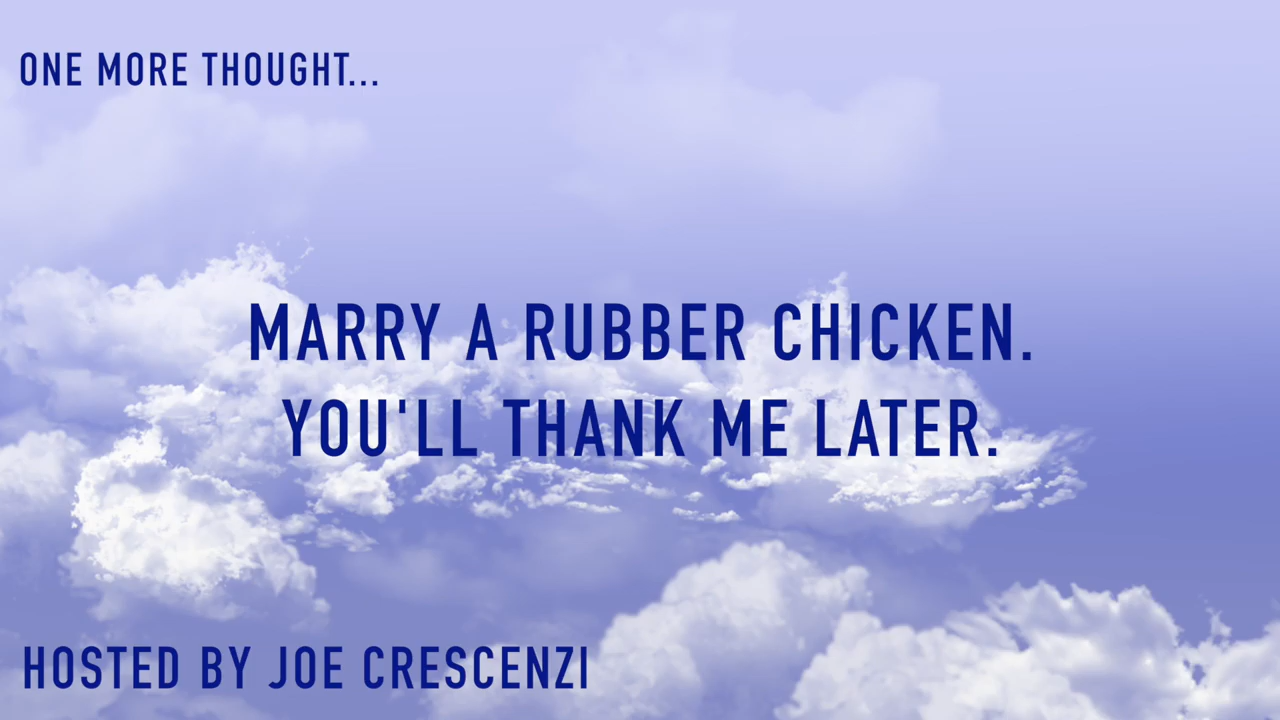 ONE MORE THOUGHT...
MARRY A RUBBER CHICKEN.
YOU'LL THANK ME LATER.
HOSTED BY JOE CRESCENZI